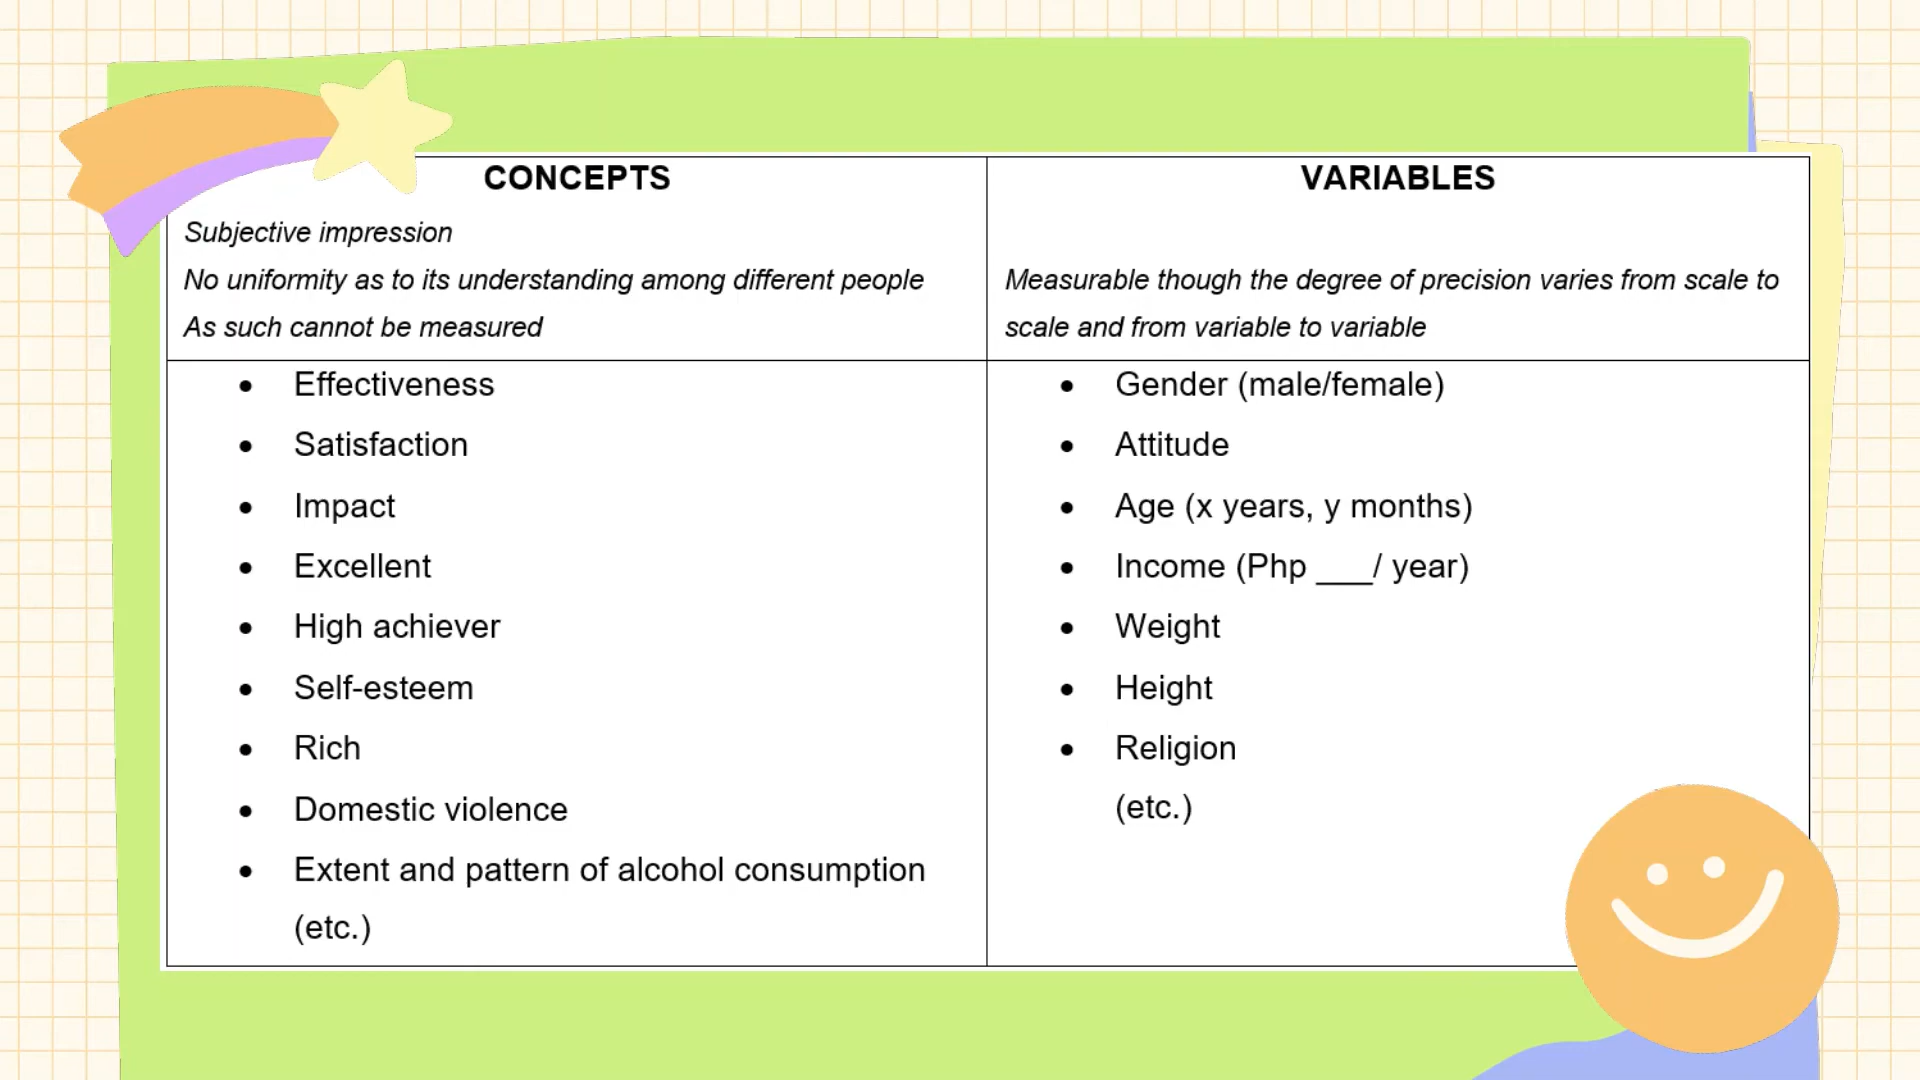 CONCEPTS
Subjective impression
No uniformity as to its understanding among different people
As such cannot be measured
VARIABLES
Measurable though the degree of precision varies from scale to
scale and from variable to variable
• Effectiveness
• Satisfaction
• Impact
• Excellent
• High achiever
• Self-esteem
• Rich
• Domestic violence
• Extent and pattern of alcohol consumption
(etc.)
• Gender (male/female)
• Attitude
• Age (x years, y months)
• Income (Php ___/ year)
• Weight
• Height
• Religion
(etc.)